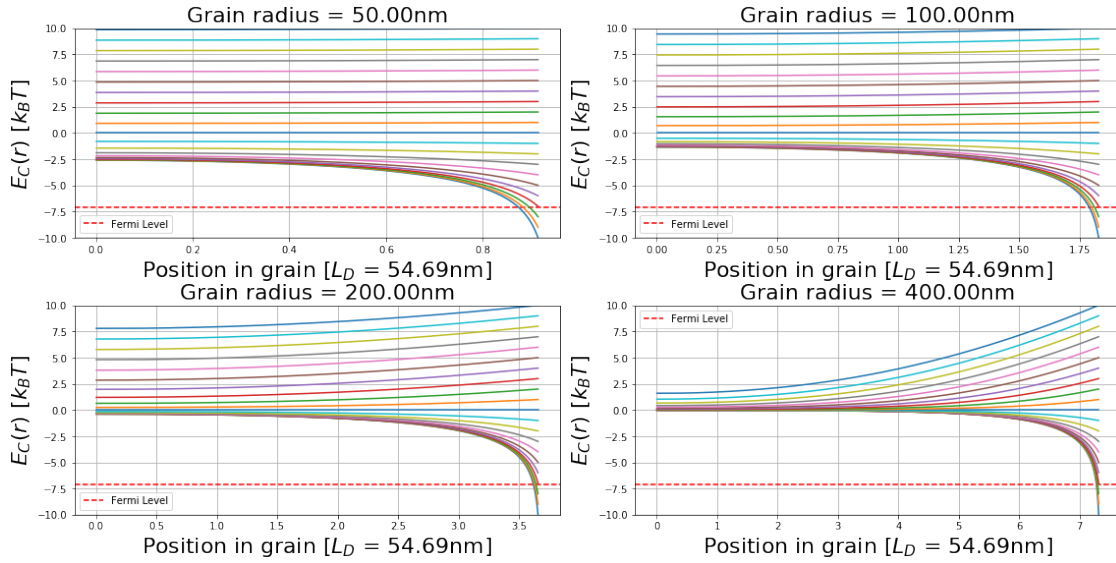 Grain radius = 50.00nm
10.0
7.5
5.0
2.5
0.0
−2.5
−5.0
−7.5
−10.0
E_C(r) [k_BT]
Fermi Level
0.0 0.2 0.4 0.6 0.8
Position in grain [L_D = 54.69nm]
Grain radius = 100.00nm
10.0
7.5
5.0
2.5
0.0
−2.5
−5.0
−7.5
−10.0
E_C(r) [k_BT]
Fermi Level
0.00 0.25 0.50 0.75 1.00 1.25 1.50 1.75
Position in grain [L_D = 54.69nm]
Grain radius = 200.00nm
10.0
7.5
5.0
2.5
0.0
−2.5
−5.0
−7.5
−10.0
E_C(r) [k_BT]
Fermi Level
0.0 0.5 1.0 1.5 2.0 2.5 3.0 3.5
Position in grain [L_D = 54.69nm]
Grain radius = 400.00nm
10.0
7.5
5.0
2.5
0.0
−2.5
−5.0
−7.5
−10.0
E_C(r) [k_BT]
Fermi Level
0 1 2 3 4 5 6 7
Position in grain [L_D = 54.69nm]